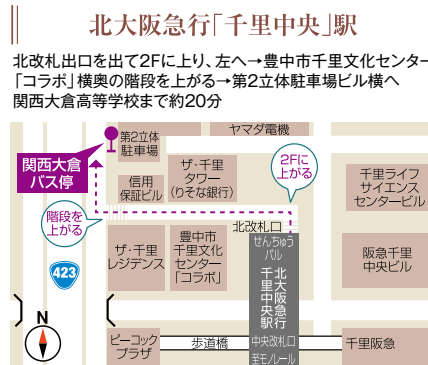 北大阪急行「千里中央」駅
北改札出口を出て2Fに上り、左へ→豊中市千里文化センター
「コラボ」横奥の階段を上がる→第2立体駐車場ビル横へ
関西大倉高等学校まで約20分
ヤマダ電機
第2立体
駐車場
関西大倉
バス停
ザ・千里
タワー
(りそな銀行)
2Fに
上がる
千里ライフ
サイエンス
センタービル
信用
保証ビル
階段を
上がる
北改札口
せんちゅう
パル
ザ・千里
レジデンス
豊中市
千里文化
センター
「コラボ」
北大阪急行
千里中央駅
阪急千里
中央ビル
423
N
ピーコック
プラザ
歩道橋
中央改札口
至モノレール
千里阪急